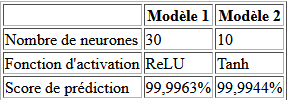 Modèle 1 Modèle 2
Nombre de neurones 30 10
Fonction d'activation ReLU Tanh
Score de prédiction 99,9963% 99,9944%